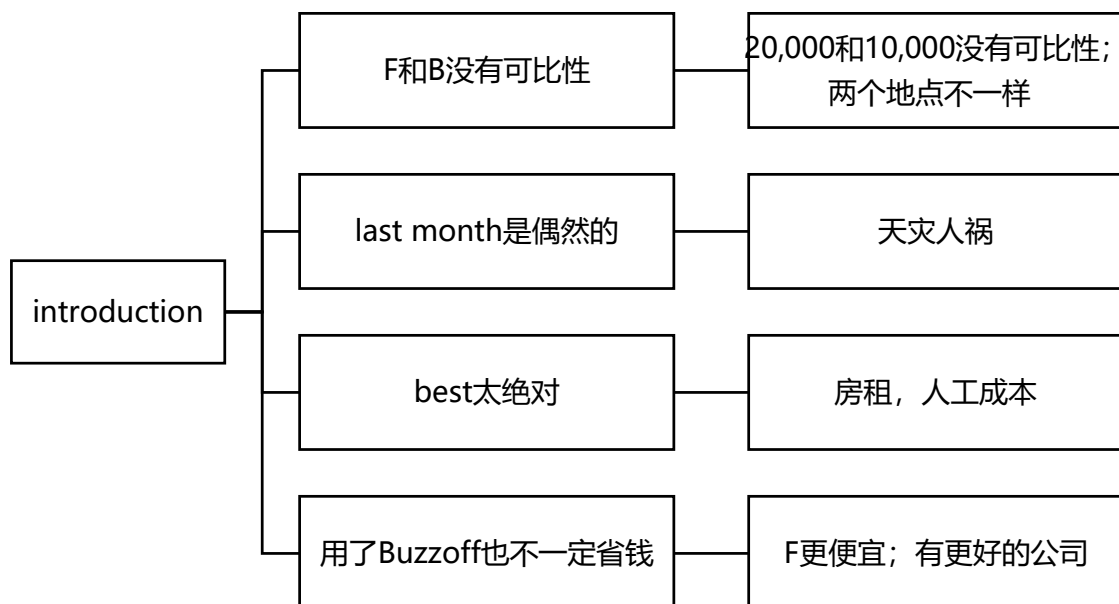 introduction
F和B没有可比性
20,000和10,000没有可比性；
两个地点不一样
last month是偶然的
天灾人祸
best太绝对
房租，人工成本
用了Buzzoff也不一定省钱
F更便宜；有更好的公司